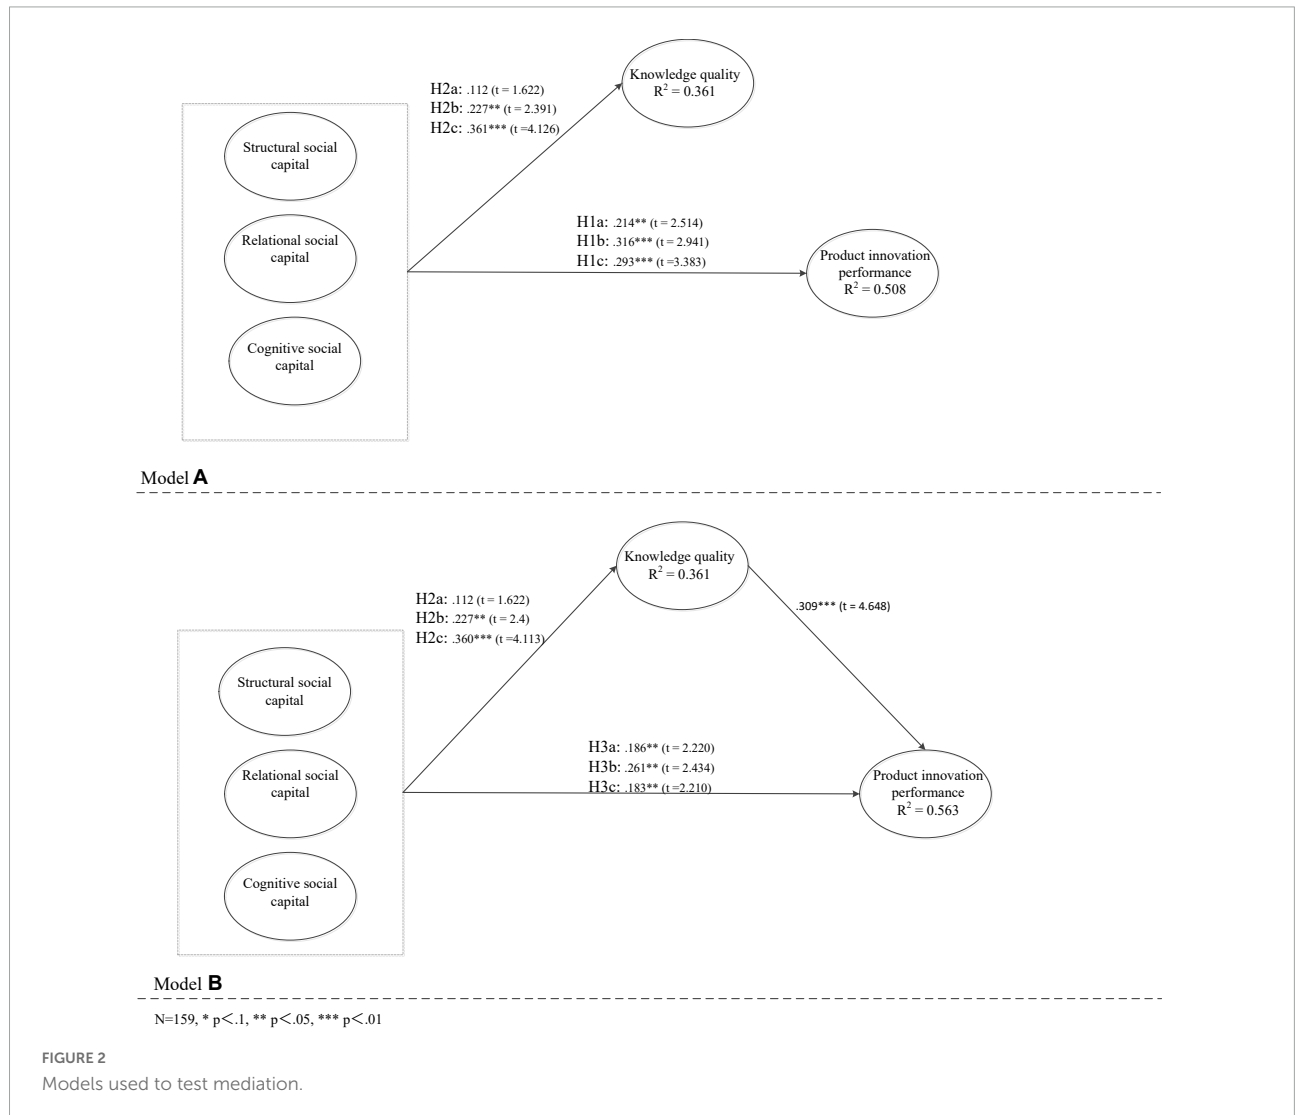 Knowledge quality
R² = 0.361
H2a: .112 (t = 1.622)
H2b: .227** (t = 2.391)
H2c: .361*** (t =4.126)
Structural social
capital
Relational social
capital
Cognitive social
capital
H1a: .214** (t = 2.514)
H1b: .316*** (t = 2.941)
H1c: .293*** (t =3.383)
Product innovation
performance
R² = 0.508
Model A
Knowledge quality
R² = 0.361
H2a: .112 (t = 1.622)
H2b: .227** (t = 2.4)
H2c: .360*** (t =4.113)
.309*** (t = 4.648)
Structural social
capital
Relational social
capital
Cognitive social
capital
H3a: .186** (t = 2.220)
H3b: .261** (t = 2.434)
H3c: .183** (t=2.210)
Product innovation
performance
R² = 0.563
Model B
N=159, * p<.1, ** p<.05, *** p<.01
FIGURE 2
Models used to test mediation.